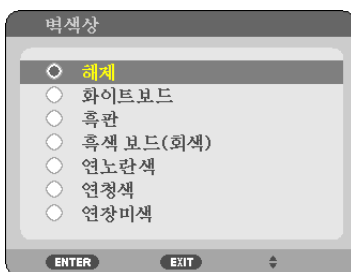 벽색상
해제
화이트보드
흑판
흑색 보드(회색)
연노란색
연청색
연장미색
ENTER EXIT